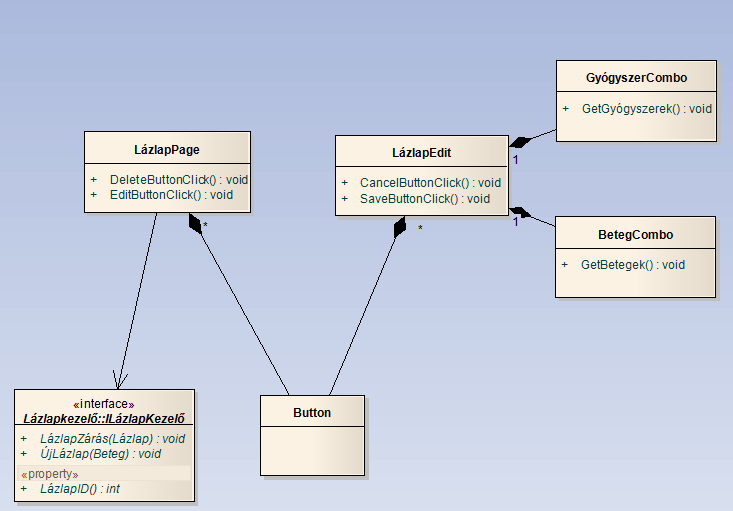 GyógyszerCombo
+ GetGyógyszerek() : void
LázlapPage
+ DeleteButtonClick() : void
+ EditButtonClick() : void
LázlapEdit
+ CancelButtonClick() : void
+ SaveButtonClick() : void
1
1
BetegCombo
+ GetBetegek() : void
*
*
«interface»
Lázlapkezelő::ILázlapKezelő
+ LázlapZárás(Lázlap) : void
+ ÚjLázlap(Beteg) : void
«property»
+ LázlapID() : int
Button